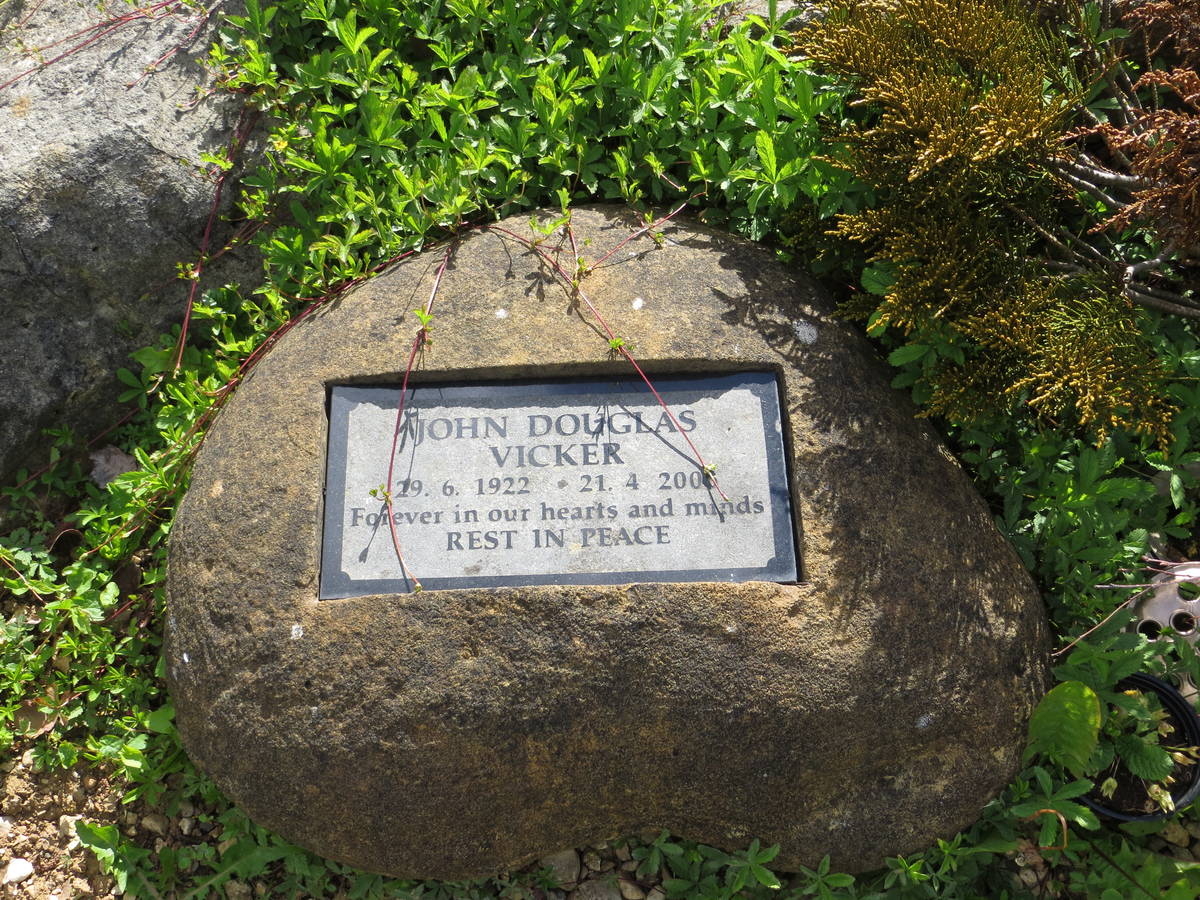 JOHN DOUGLAS
VICKER
29. 6. 1922 • 21. 4
Forever in our hearts and minds
REST IN PEACE